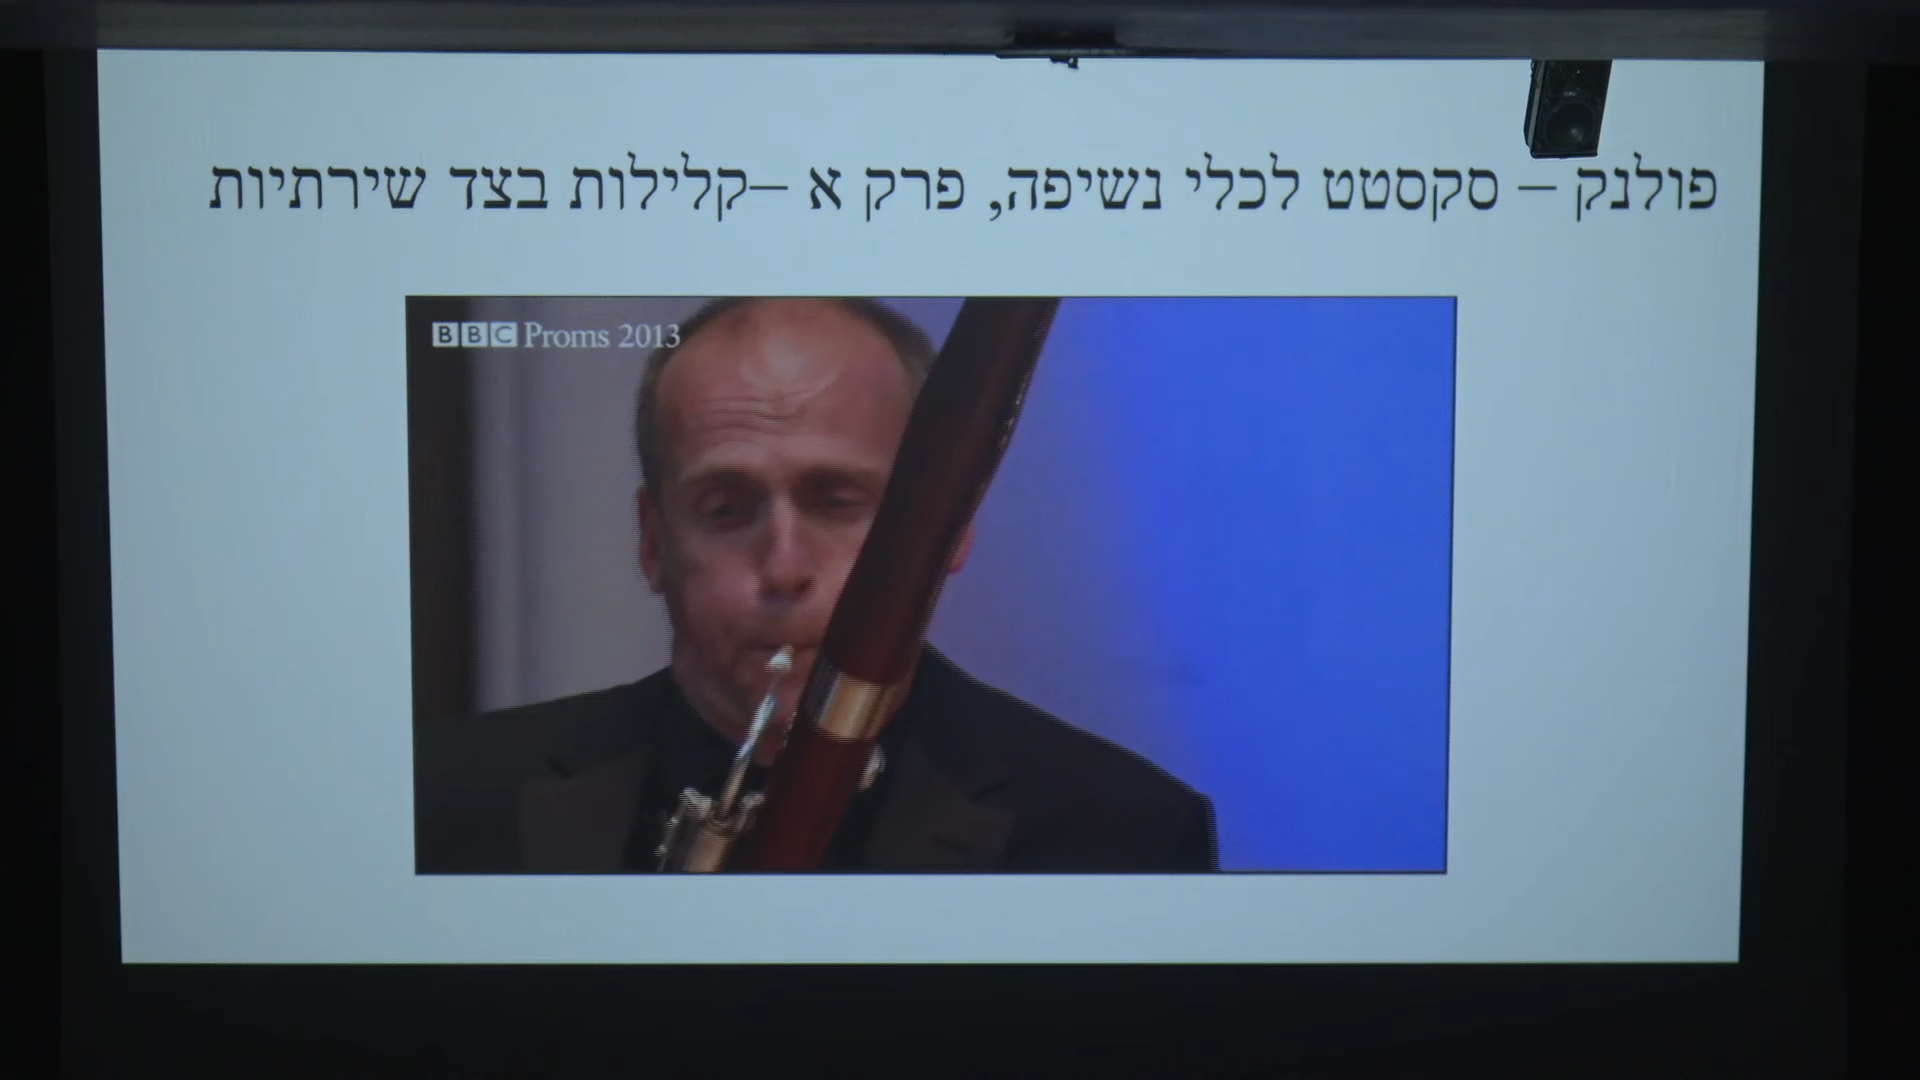 פולנק – סקסטט לכלי נשיפה, פרק א –קלילות בצד שירתיות
BBC Proms 2013